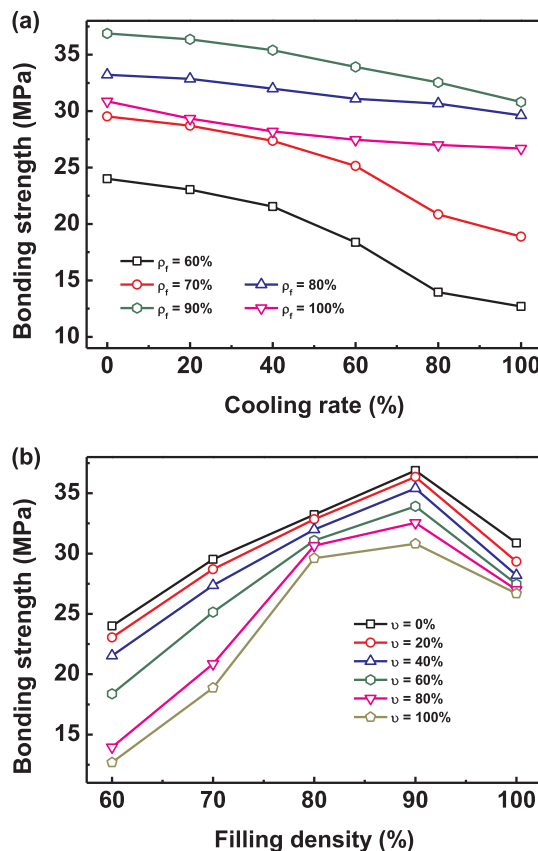 (a)
35
30
25
20
15
10
Bonding strength (MPa)
ρf = 60%
ρf = 70% ρf = 80%
ρf = 90% ρf = 100%
0 20 40 60 80 100
Cooling rate (%)
(b)
35
30
25
20
15
Bonding strength (MPa)
υ = 0%
υ = 20%
υ = 40%
υ = 60%
υ = 80%
υ = 100%
60 70 80 90 100
Filling density (%)